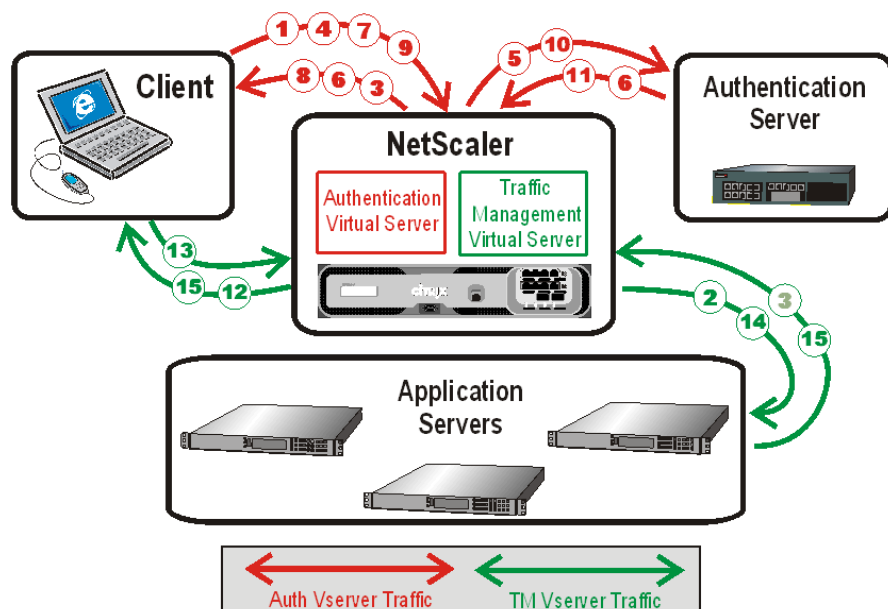 1 4 7 9
8 6 3
5 10
11 6
Client
Authentication
Server
NetScaler
Authentication
Virtual Server
Traffic
Management
Virtual Server
citrix
13
15 12
2
14
3
15
Application
Servers
Auth Vserver Traffic
TM Vserver Traffic